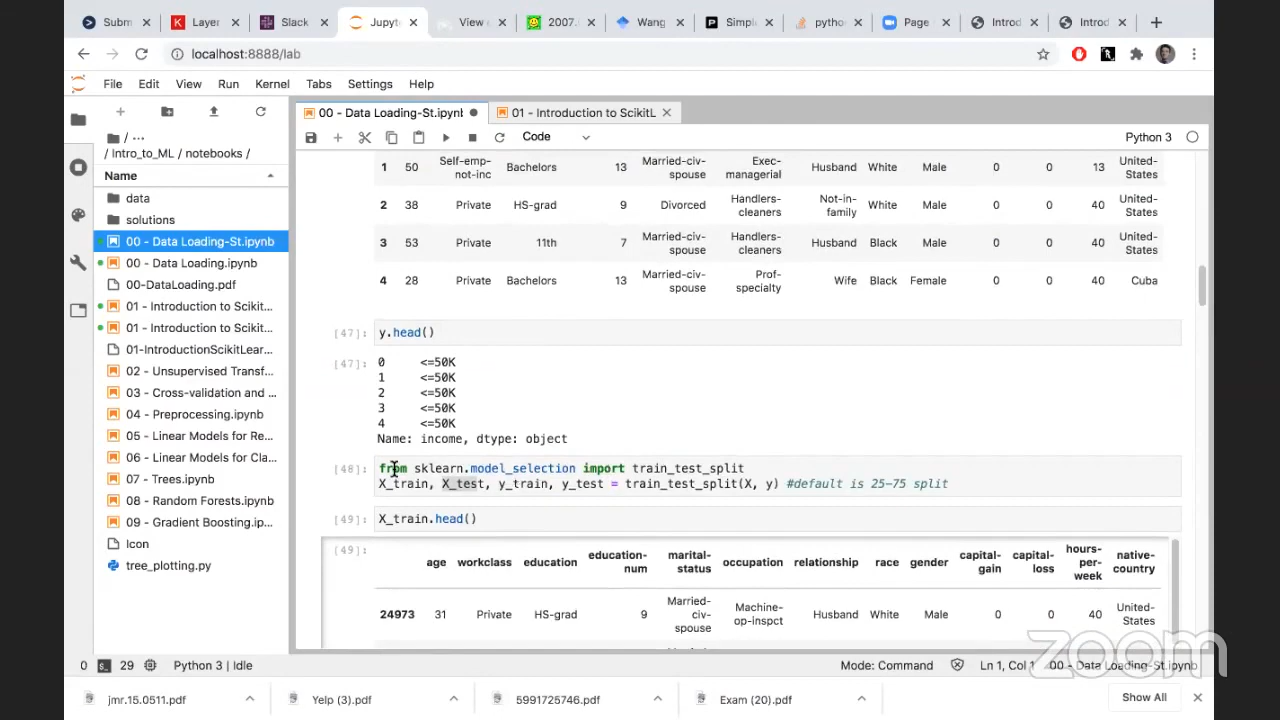 Subm
Layer
Slack
Jupyte
View
2007.
Wang
Simple
python
Page
Introd
Introd
localhost:8888/lab
File Edit View Run Kernel Tabs Settings Help
00 - Data Loading-St.ipynb
01 - Introduction to ScikitL
Code
Python 3
/ ···
/ Intro_to_ML / notebooks /
Name
data
solutions
00 - Data Loading-St.ipynb
00 - Data Loading.ipynb
00-DataLoading.pdf
01 - Introduction to Scikit...
01 - Introduction to Scikit...
01-IntroductionScikitLear...
02 - Unsupervised Transf...
03 - Cross-validation and ...
04 - Preprocessing.ipynb
05 - Linear Models for Re...
06 - Linear Models for Cla...
07 - Trees.ipynb
08 - Random Forests.ipynb
09 - Gradient Boosting.ip...
Icon
tree_plotting.py
1 50 Self-emp-not-inc Bachelors 13 Married-civ-spouse Exec-managerial Husband White Male 0 0 13 United-States
2 38 Private HS-grad 9 Divorced Handlers-cleaners Not-in-family White Male 0 0 40 United-States
3 53 Private 11th 7 Married-civ-spouse Handlers-cleaners Husband Black Male 0 0 40 United-States
4 28 Private Bachelors 13 Married-civ-spouse Prof-specialty Wife Black Female 0 0 40 Cuba
[47]: y.head()
[47]: 0 <=50K
1 <=50K
2 <=50K
3 <=50K
4 <=50K
Name: income, dtype: object
[48]: from sklearn.model_selection import train_test_split
X_train, X_test, y_train, y_test = train_test_split(X, y) #default is 25-75 split
[49]: X_train.head()
[49]: age workclass education education-num marital-status occupation relationship race gender capital-gain capital-loss hours-per-week native-country
24973 31 Private HS-grad 9 Married-civ-spouse Machine-op-inspct Husband White Male 0 0 40 United-States
0 29 Python 3 | Idle
Mode: Command Ln 1, Col 1 00 - Data Loading-St.ipynb
zoom
jmr.15.0511.pdf
Yelp (3).pdf
5991725746.pdf
Exam (20).pdf
Show All